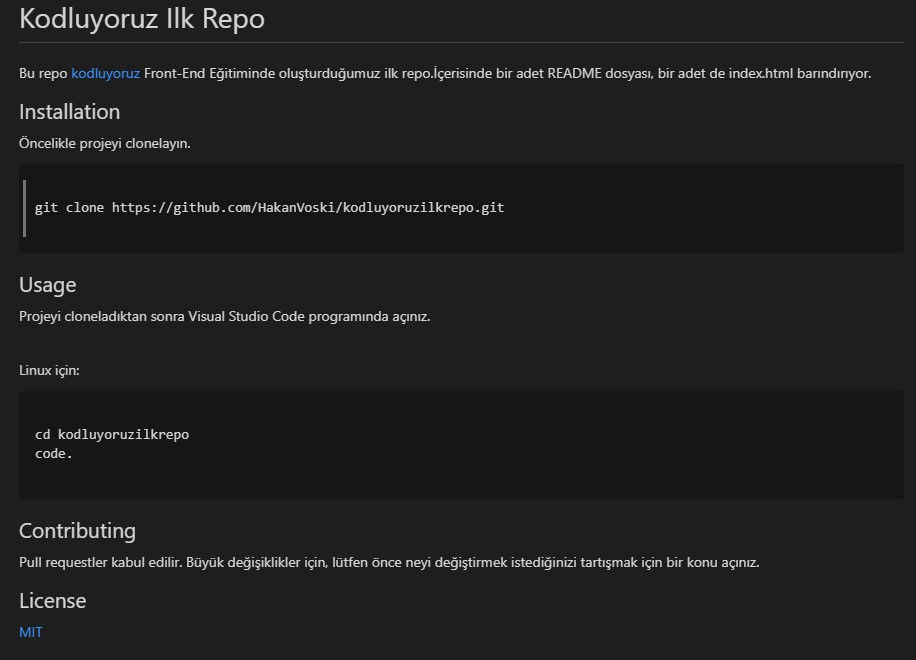 Kodluyoruz Ilk Repo
Bu repo kodluyoruz Front-End Eğitiminde oluşturduğumuz ilk repo.İçerisinde bir adet README dosyası, bir adet de index.html barındırıyor.
Installation
Öncelikle projeyi clonelayın.
git clone https://github.com/HakanVoski/kodluyoruzilkrepo.git
Usage
Projeyi cloneladıktan sonra Visual Studio Code programında açınız.
Linux için:
cd kodluyoruzilkrepo
code.
Contributing
Pull requestler kabul edilir. Büyük değişiklikler için, lütfen önce neyi değiştirmek istediğinizi tartışmak için bir konu açınız.
License
MIT